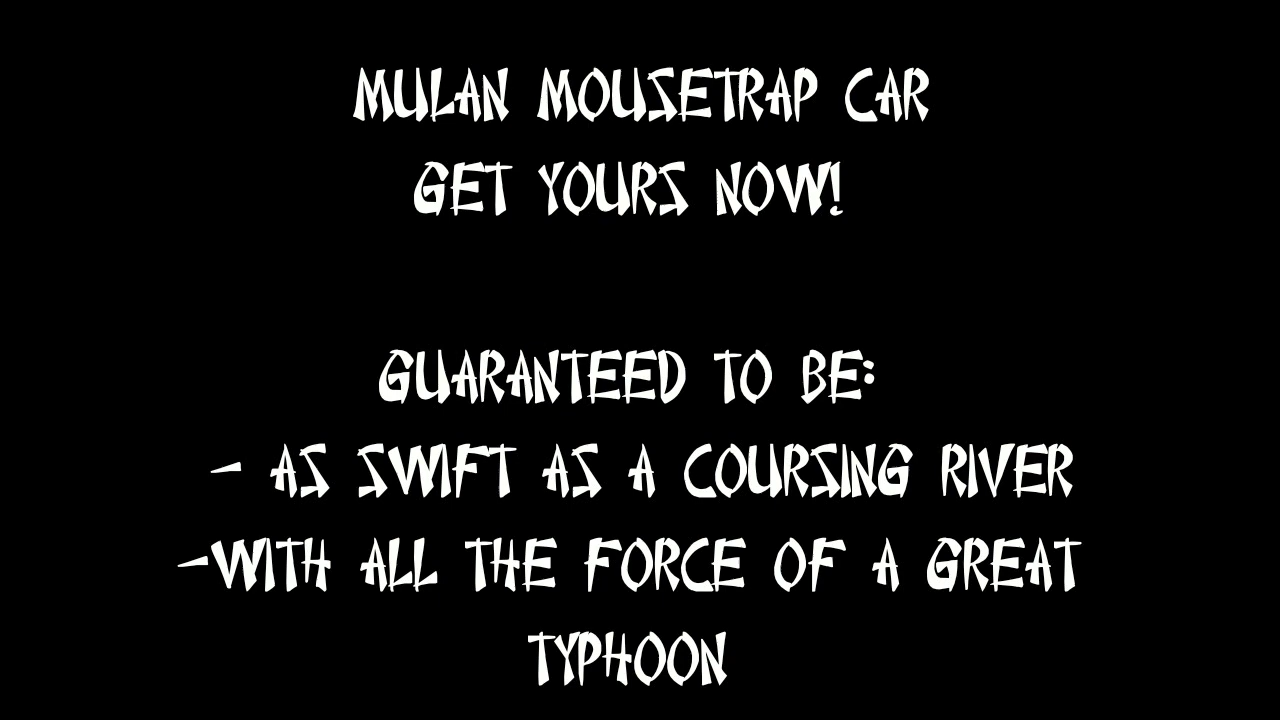 MULAN MOUSETRAP CAR
GET YOURS NOW!
GUARANTEED TO BE:
- AS SWIFT AS A COURSING RIVER
-WITH ALL THE FORCE OF A GREAT
TYPHOON